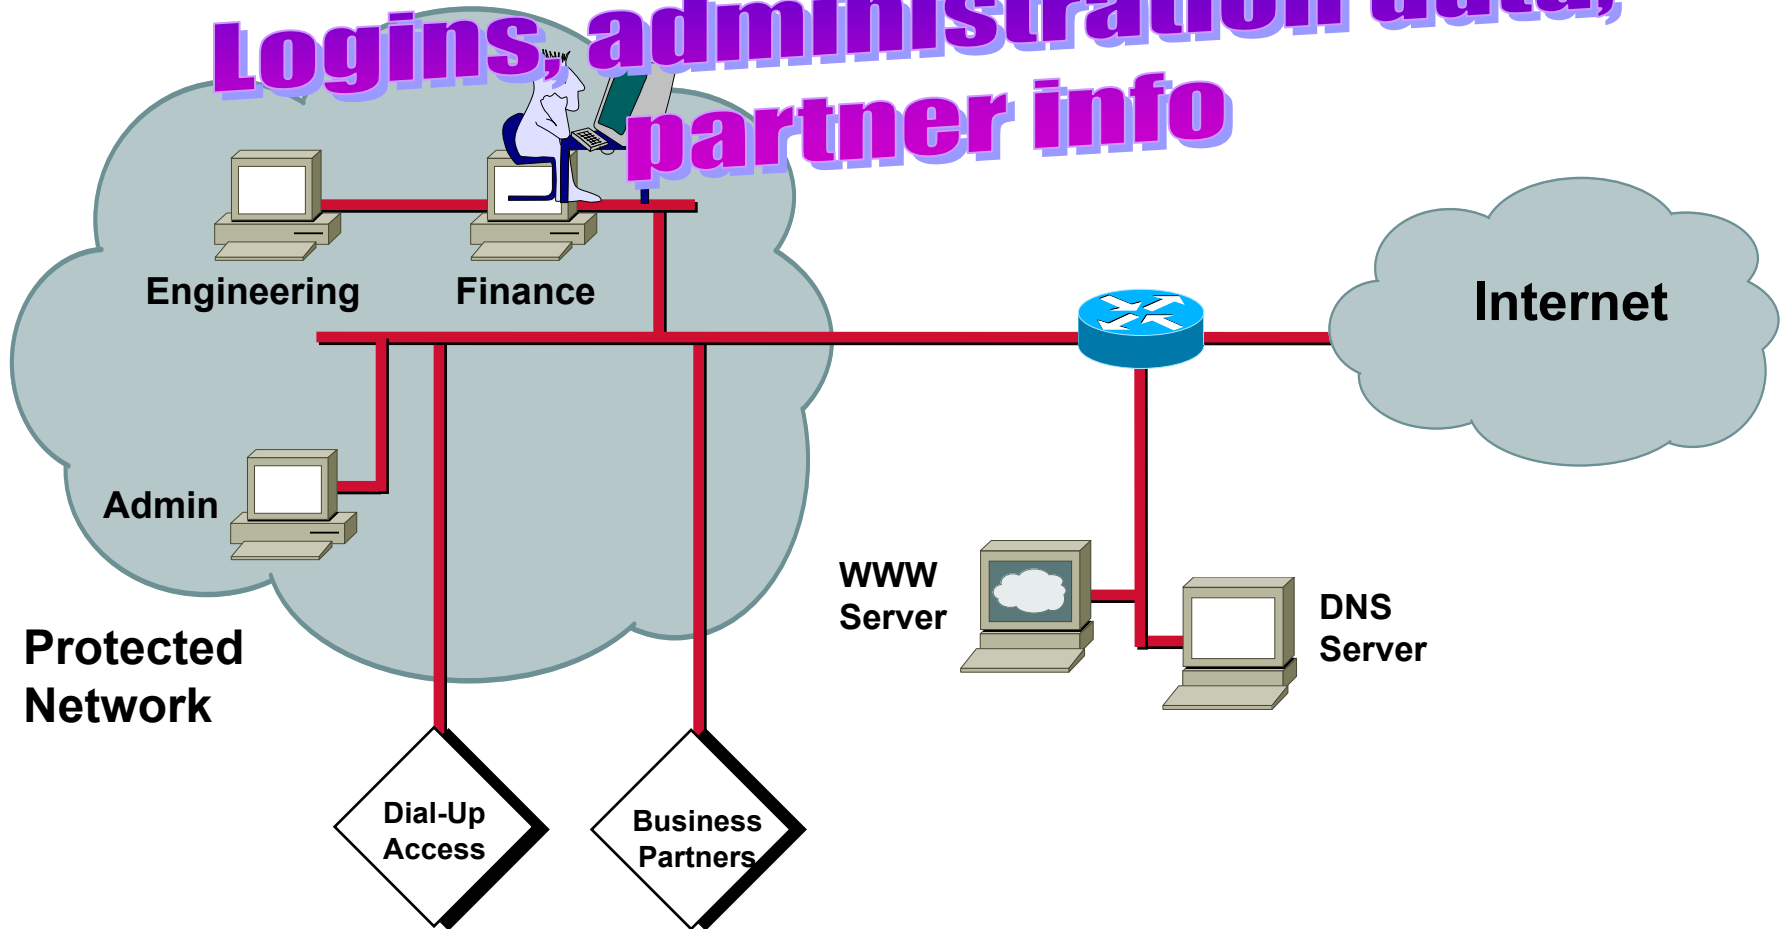 Logins, administration data,
partner info
Engineering
Finance
Internet
Admin
WWW
Server
DNS
Server
Protected
Network
Dial-Up
Access
Business
Partners